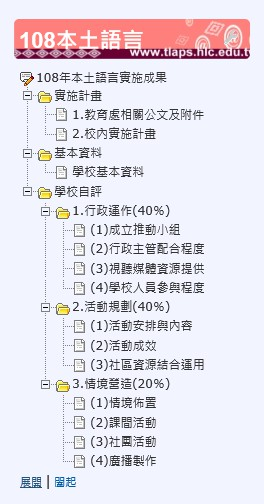 108本土語言
www.tlaps.hlc.edu.t
108年本土語言實施成果
實施計畫
1.教育處相關公文及附件
2.校內實施計畫
基本資料
學校基本資料
學校自評
1.行政運作(40%)
(1)成立推動小組
(2)行政主管配合程度
(3)視聽媒體資源提供
(4)學校人員參與程度
2.活動規劃(40%)
(1)活動安排與內容
(2)活動成效
(3)社區資源結合運用
3.情境營造(20%)
(1)情境佈置
(2)課間活動
(3)社團活動
(4)廣播製作
展開 | 闔起